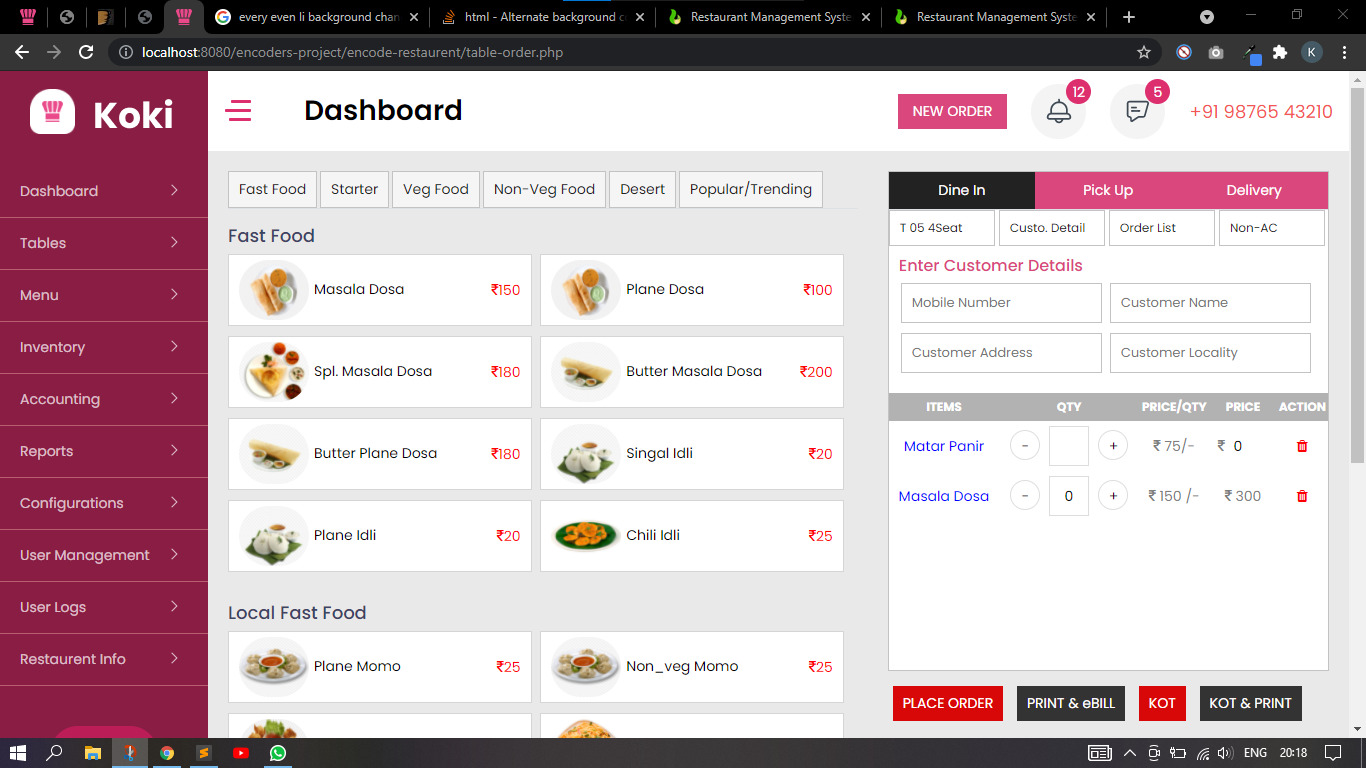 every even li background chan
html - Alternate background c
Restaurant Management Syste
Restaurant Management Syste
localhost:8080/encoders-project/encode-restaurent/table-order.php
K
Koki
Dashboard
NEW ORDER
12
5
+91 98765 43210
Dashboard
Tables
Menu
Inventory
Accounting
Reports
Configurations
User Management
User Logs
Restaurent Info
Fast Food
Starter
Veg Food
Non-Veg Food
Desert
Popular/Trending
Fast Food
Masala Dosa ₹150
Plane Dosa ₹100
Spl. Masala Dosa ₹180
Butter Masala Dosa ₹200
Butter Plane Dosa ₹180
Singal Idli ₹20
Plane Idli ₹20
Chili Idli ₹25
Local Fast Food
Plane Momo ₹25
Non_veg Momo ₹25
Dine In
Pick Up
Delivery
T 05 4Seat
Custo. Detail
Order List
Non-AC
Enter Customer Details
Mobile Number
Customer Name
Customer Address
Customer Locality
ITEMS QTY PRICE/QTY PRICE ACTION
Matar Panir - + ₹ 75/- ₹ 0
Masala Dosa - 0 + ₹ 150 /- ₹ 300
PLACE ORDER
PRINT & eBILL
KOT
KOT & PRINT
ENG
20:18